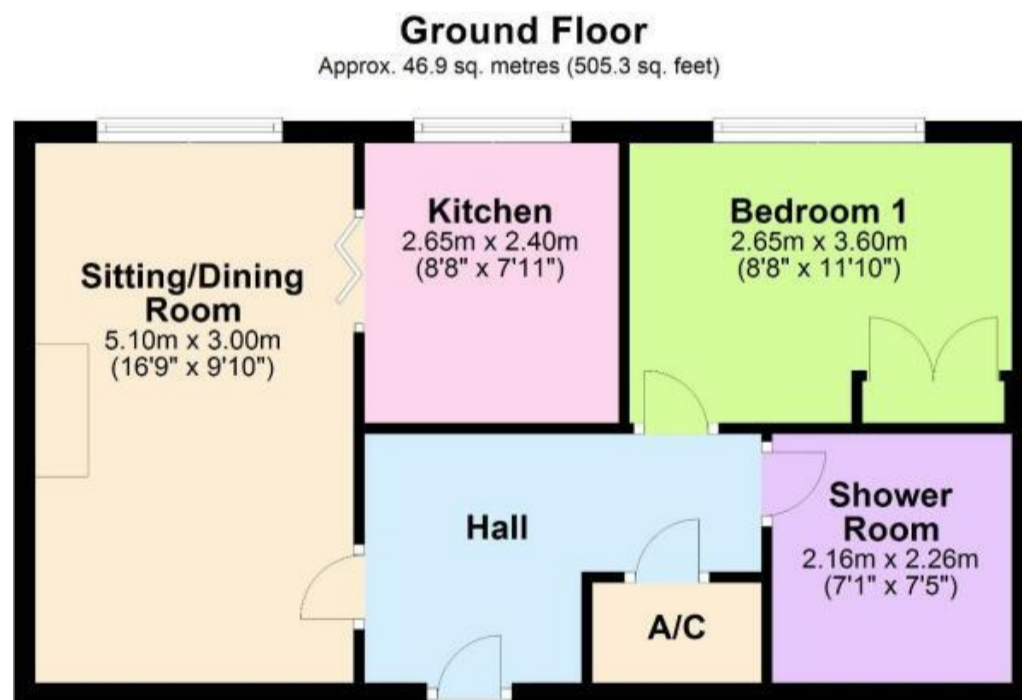 Ground Floor
Approx. 46.9 sq. metres (505.3 sq. feet)
Sitting/Dining
Room
5.10m x 3.00m
(16'9" x 9'10")
Kitchen
2.65m x 2.40m
(8'8" x 7'11")
Bedroom 1
2.65m x 3.60m
(8'8" x 11'10")
Hall
A/C
Shower
Room
2.16m x 2.26m
(7'1" x 7'5")